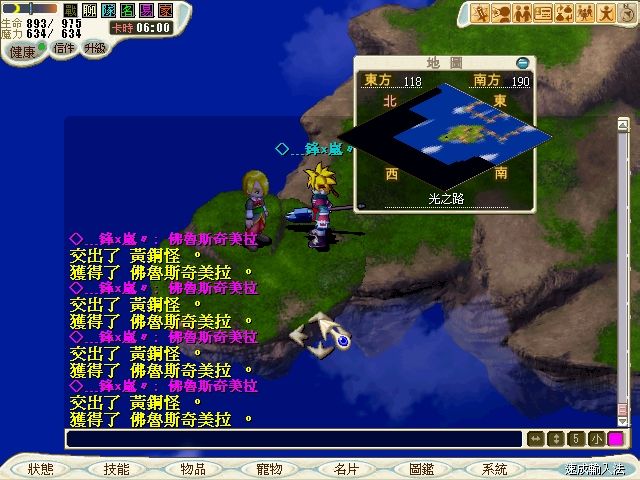 生命 893/ 975
魔力 634/ 634
聊 隊 名 易 家
卡時 06:00
健康 信件 升級
地圖
東方 118 南方 190
北 東
西 南
光之路
◇...鋒x嵐〃
◇...鋒x嵐〃: 佛魯斯奇美拉
交出了 黃銅怪 。
獲得了 佛魯斯奇美拉 。
◇...鋒x嵐〃: 佛魯斯奇美拉
交出了 黃銅怪 。
獲得了 佛魯斯奇美拉 。
◇...鋒x嵐〃: 佛魯斯奇美拉
交出了 黃銅怪 。
獲得了 佛魯斯奇美拉 。
◇...鋒x嵐〃: 佛魯斯奇美拉
交出了 黃銅怪 。
獲得了 佛魯斯奇美拉 。
5 小
狀態 技能 物品 寵物 名片 圖鑑 系統 速成輸入法